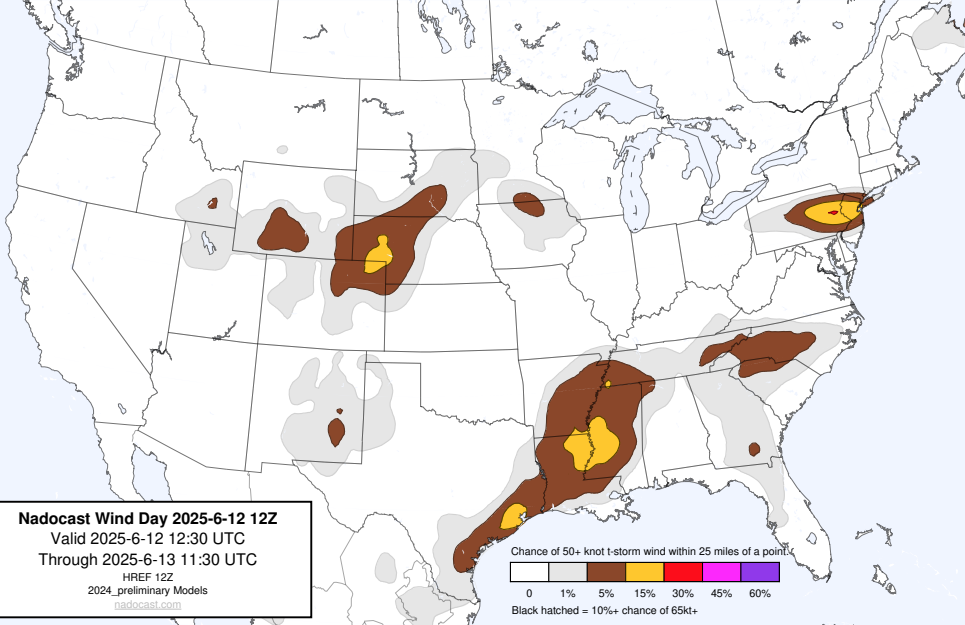 Nadocast Wind Day 2025-6-12 12Z
Valid 2025-6-12 12:30 UTC
Through 2025-6-13 11:30 UTC
HREF 12Z
2024_preliminary Models
nadocast.com
Chance of 50+ knot t-storm wind within 25 miles of a point.
0 1% 5% 15% 30% 45% 60%
Black hatched = 10%+ chance of 65kt+